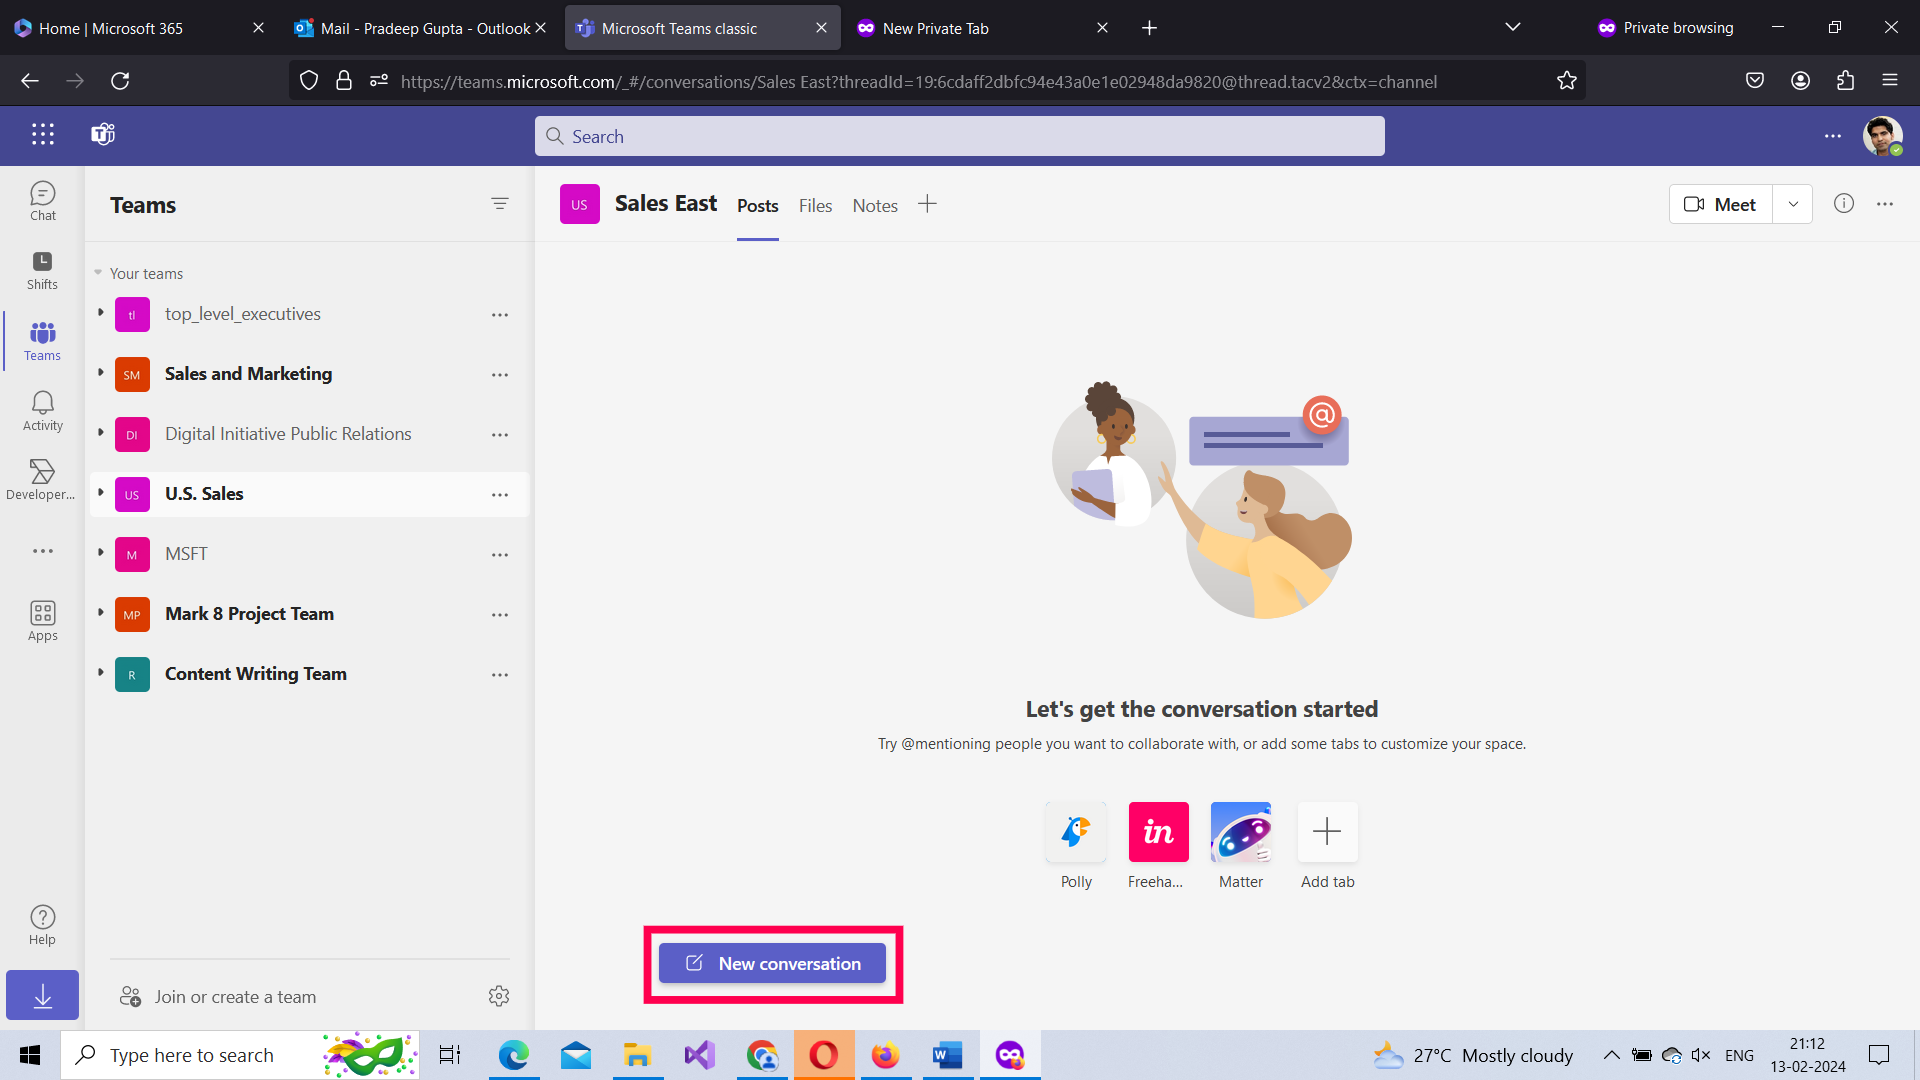 Home | Microsoft 365
Mail - Pradeep Gupta - Outlook
Microsoft Teams classic
New Private Tab
Private browsing
https://teams.microsoft.com/_#/conversations/Sales East?threadId=19:6cdaff2dbfc94e43a0e1e02948da9820@thread.tacv2&ctx=channel
Search
Chat
Shifts
Teams
Activity
Developer...
Apps
Help
Teams
Your teams
tl top_level_executives
SM Sales and Marketing
DI Digital Initiative Public Relations
US U.S. Sales
M MSFT
MP Mark 8 Project Team
R Content Writing Team
Join or create a team
US Sales East Posts Files Notes
Meet
@
Let's get the conversation started
Try @mentioning people you want to collaborate with, or add some tabs to customize your space.
in
Polly Freeha... Matter Add tab
New conversation
Type here to search
27°C Mostly cloudy
ENG
21:12
13-02-2024